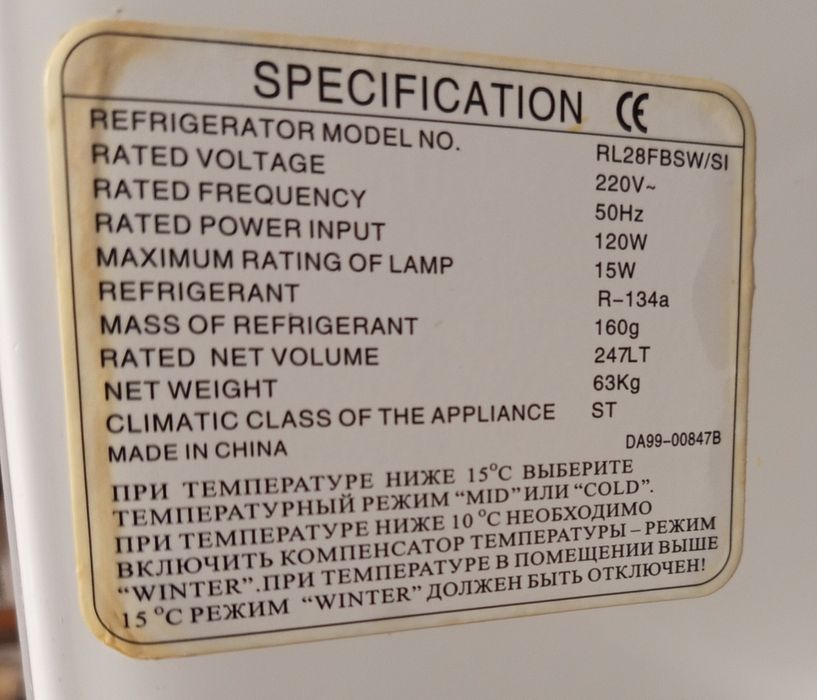 SPECIFICATION CE
REFRIGERATOR MODEL NO. RL28FBSW/SI
RATED VOLTAGE 220V~
RATED FREQUENCY 50Hz
RATED POWER INPUT 120W
MAXIMUM RATING OF LAMP 15W
REFRIGERANT R-134a
MASS OF REFRIGERANT 160g
RATED NET VOLUME 247LT
NET WEIGHT 63Kg
CLIMATIC CLASS OF THE APPLIANCE ST
MADE IN CHINA DA99-00847B
ПРИ ТЕМПЕРАТУРЕ НИЖЕ 15°C ВЫБЕРИТЕ
ТЕМПЕРАТУРНЫЙ РЕЖИМ “MID” ИЛИ “COLD”.
ПРИ ТЕМПЕРАТУРЕ НИЖЕ 10 °C НЕОБХОДИМО
ВКЛЮЧИТЬ КОМПЕНСАТОР ТЕМПЕРАТУРЫ – РЕЖИМ
“WINTER”.ПРИ ТЕМПЕРАТУРЕ В ПОМЕЩЕНИИ ВЫШЕ
15 °C РЕЖИМ “WINTER” ДОЛЖЕН БЫТЬ ОТКЛЮЧЕН!